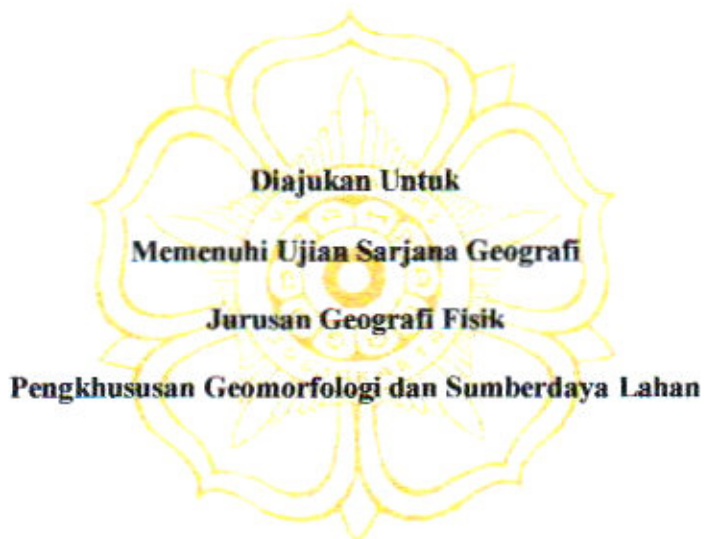 Diajukan Untuk
Memenuhi Ujian Sarjana Geografi
Jurusan Geografi Fisik
Pengkhususan Geomorfologi dan Sumberdaya Lahan